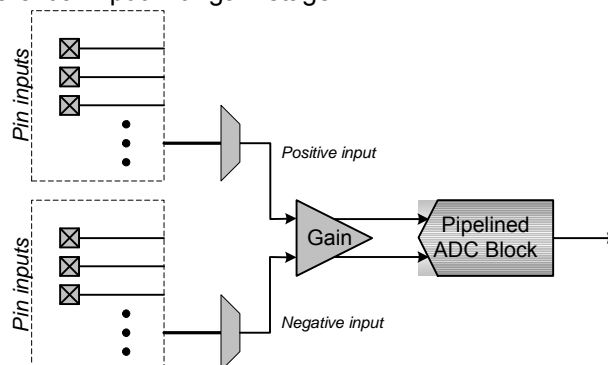 Pin inputs
Positive input
Gain
Pipelined
ADC Block
Pin inputs
Negative input